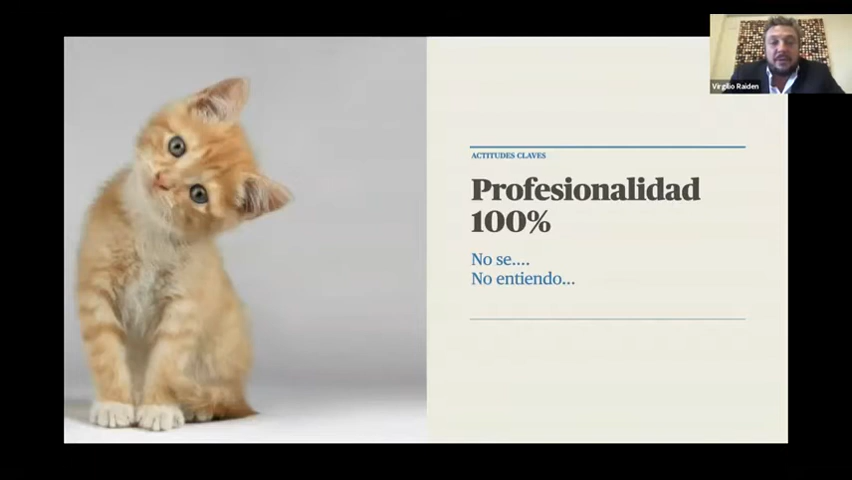 Virgilio Raiden
ACTITUDES CLAVES
Profesionalidad
100%
No se....
No entiendo...